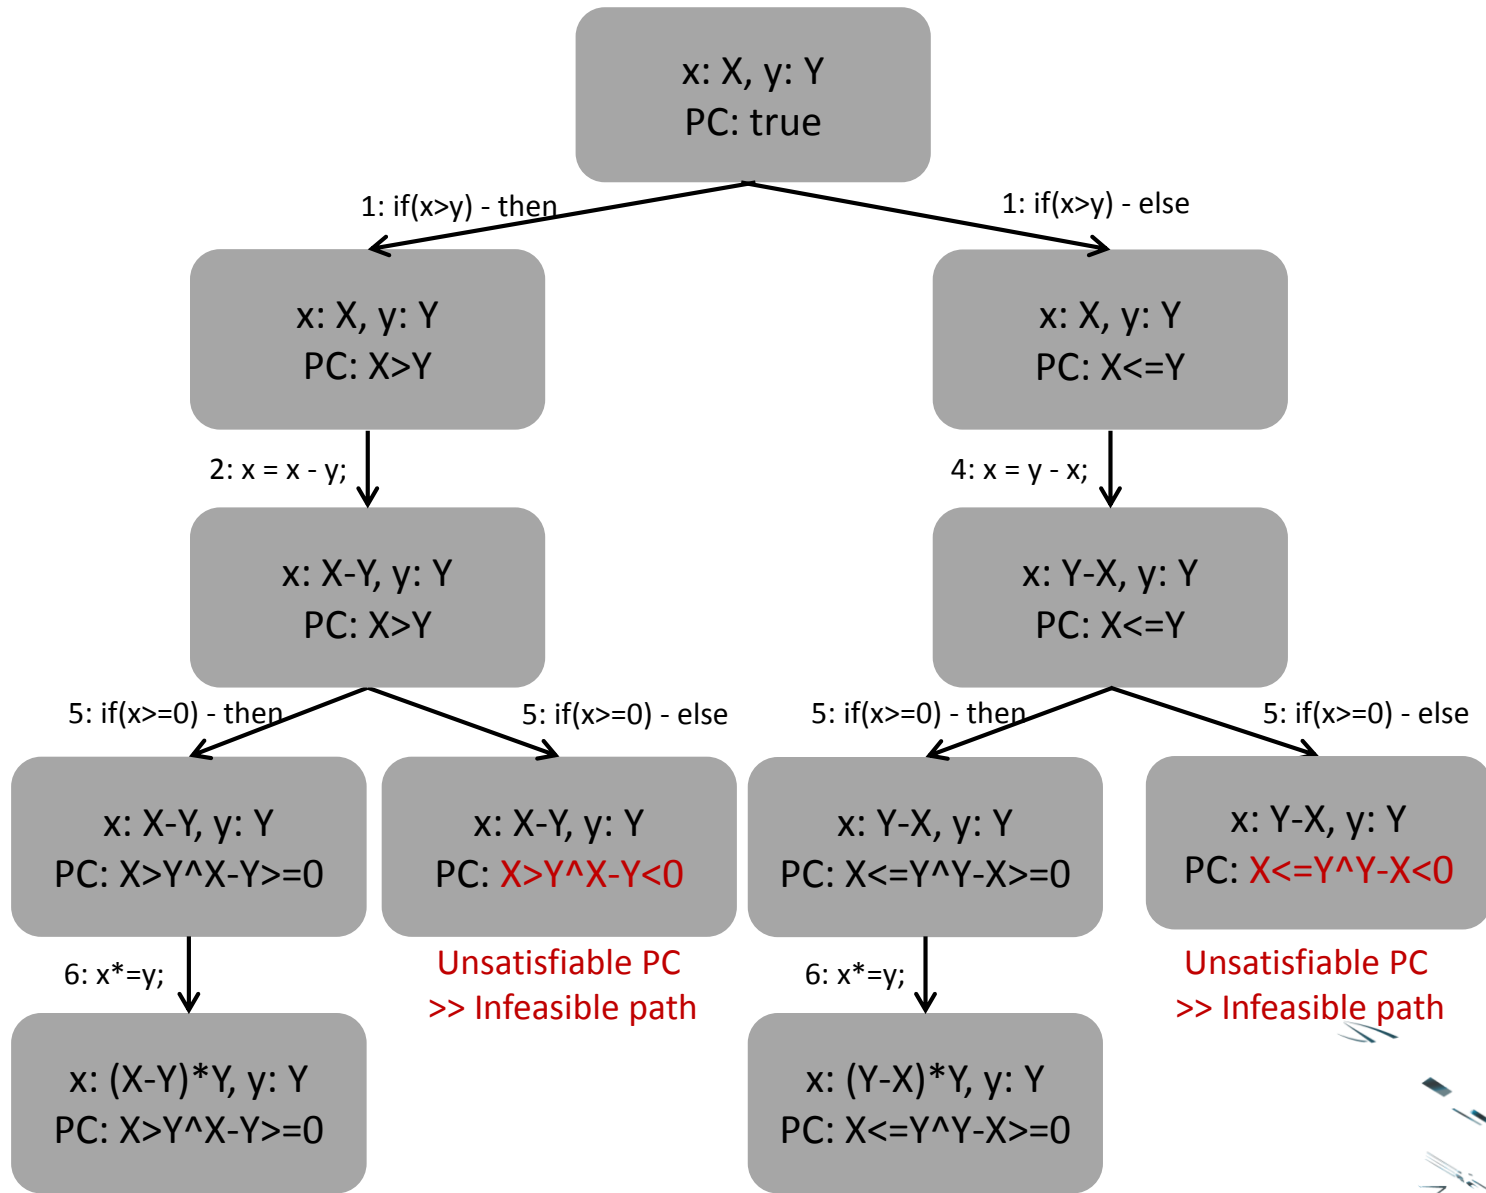 x: X, y: Y
PC: true
1: if(x>y) - then
1: if(x>y) - else
x: X, y: Y
PC: X>Y
x: X, y: Y
PC: X<=Y
2: x = x - y;
4: x = y - x;
x: X-Y, y: Y
PC: X>Y
x: Y-X, y: Y
PC: X<=Y
5: if(x>=0) - then
5: if(x>=0) - else
5: if(x>=0) - then
5: if(x>=0) - else
x: X-Y, y: Y
PC: X>Y^X-Y>=0
x: X-Y, y: Y
PC: X>Y^X-Y<0
x: Y-X, y: Y
PC: X<=Y^Y-X>=0
x: Y-X, y: Y
PC: X<=Y^Y-X<0
6: x*=y;
Unsatisfiable PC
>> Infeasible path
6: x*=y;
Unsatisfiable PC
>> Infeasible path
x: (X-Y)*Y, y: Y
PC: X>Y^X-Y>=0
x: (Y-X)*Y, y: Y
PC: X<=Y^Y-X>=0